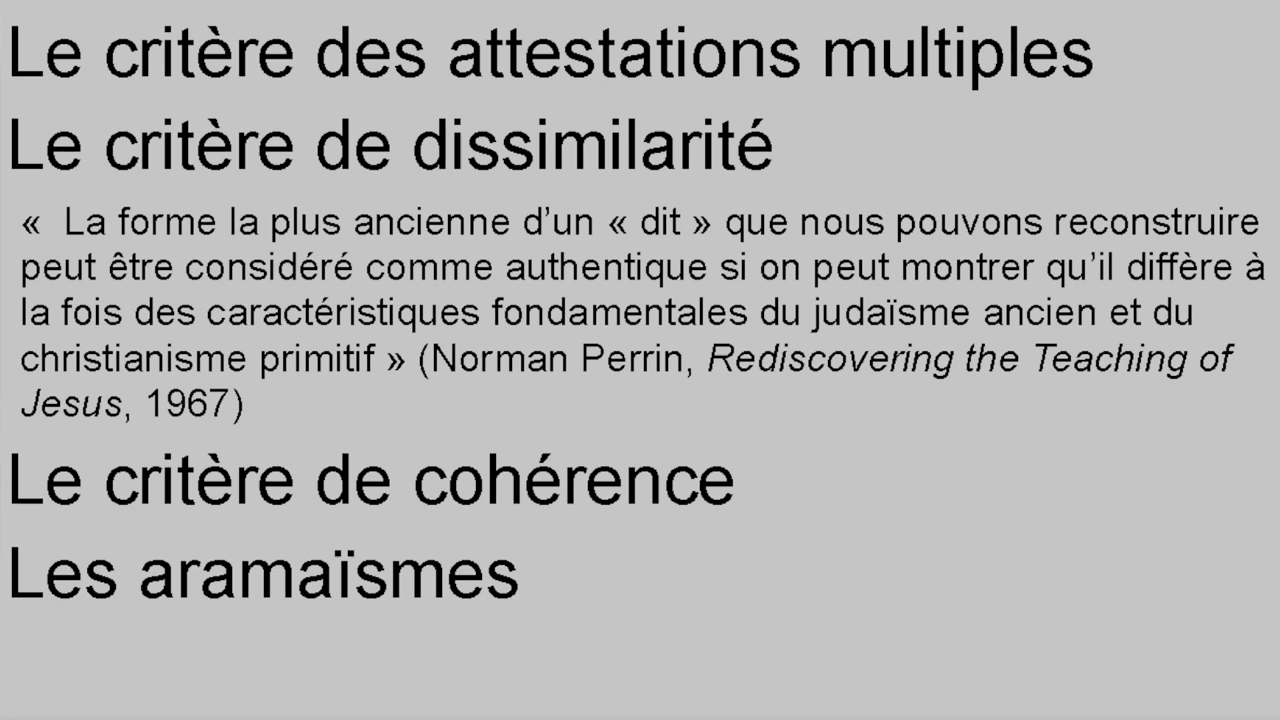 Le critère des attestations multiples
Le critère de dissimilarité
«  La forme la plus ancienne d’un « dit » que nous pouvons reconstruire
peut être considéré comme authentique si on peut montrer qu’il diffère à
la fois des caractéristiques fondamentales du judaïsme ancien et du
christianisme primitif » (Norman Perrin, Rediscovering the Teaching of
Jesus, 1967)
Le critère de cohérence
Les aramaïsmes